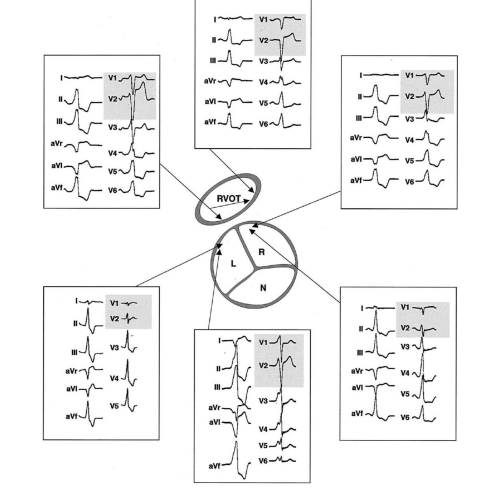 I V1
II V2
III V3
aVr V4
aVl V5
aVf V6
I V1
II V2
III V3
aVr V4
aVl V5
aVf V6
I V1
II V2
III V3
aVr V4
aVl V5
aVf V6
RVOT
L R
N
I V1
II V2
III V3
aVr
aVl V4
aVf V5
I V1
II V2
III
aVr V3
aVl V4
V5
aVf V6
I V1
II V2
III V3
aVr V4
aVl V5
aVf V6